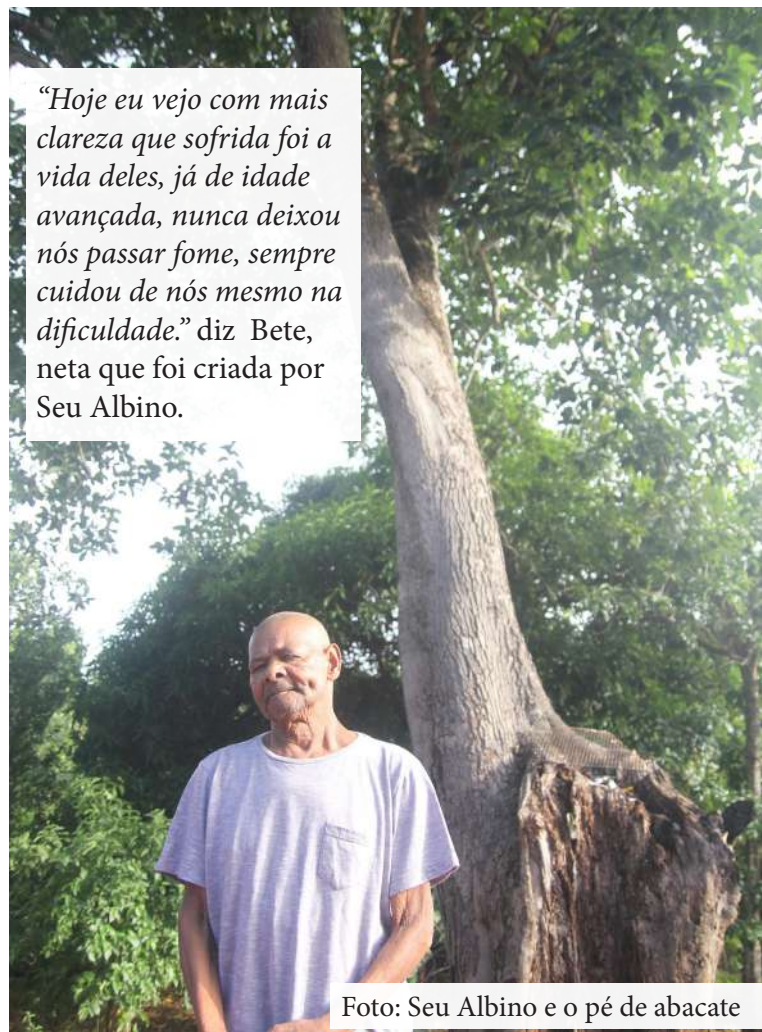 “Hoje eu vejo com mais
clareza que sofrida foi a
vida deles, já de idade
avançada, nunca deixou
nós passar fome, sempre
cuidou de nós mesmo na
dificuldade.” diz Bete,
neta que foi criada por
Seu Albino.
Foto: Seu Albino e o pé de abacate